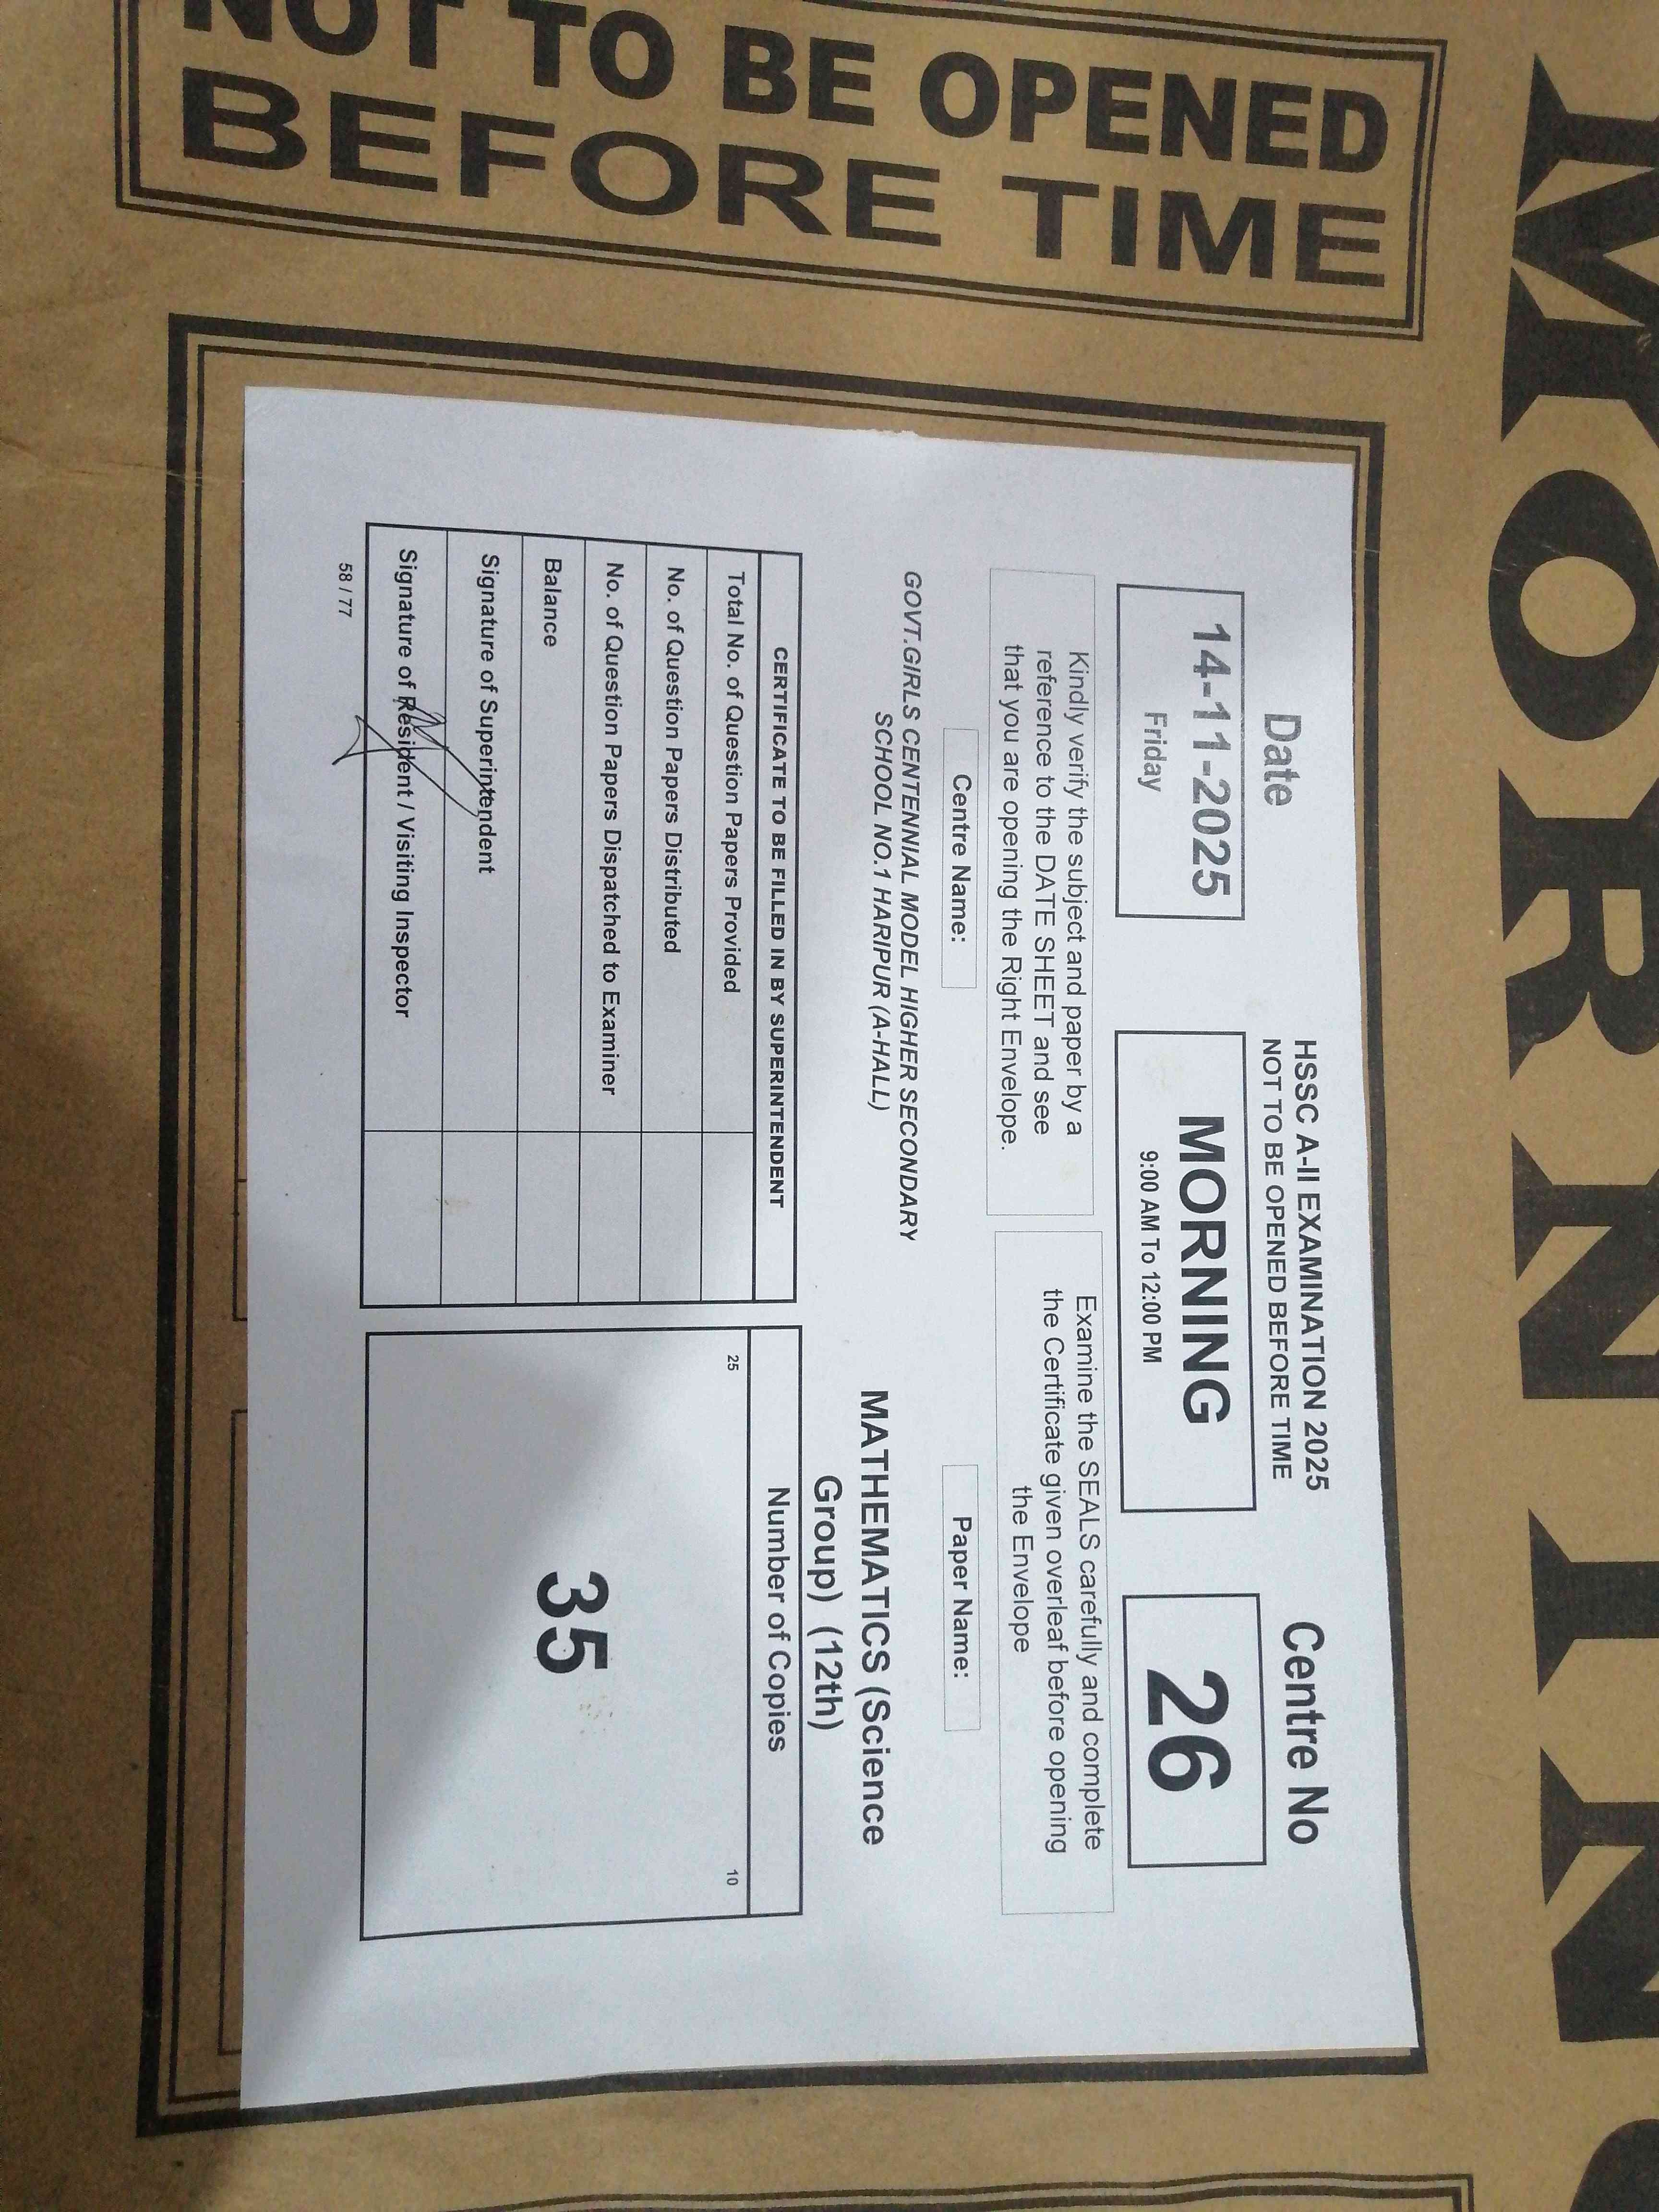 MORNING
NOT TO BE OPENED
BEFORE TIME
HSSC A-II EXAMINATION 2025
NOT TO BE OPENED BEFORE TIME
Date
Centre No
14-11-2025
Friday
MORNING
9:00 AM To 12:00 PM
26
Kindly verify the subject and paper by a
reference to the DATE SHEET and see
that you are opening the Right Envelope.
Examine the SEALS carefully and complete
the Certificate given overleaf before opening
the Envelope
Centre Name:
Paper Name:
GOVT.GIRLS CENTENNIAL MODEL HIGHER SECONDARY
SCHOOL NO.1 HARIPUR (A-HALL)
MATHEMATICS (Science
Group) (12th)
CERTIFICATE TO BE FILLED IN BY SUPERINTENDENT
Total No. of Question Papers Provided
No. of Question Papers Distributed
No. of Question Papers Dispatched to Examiner
Balance
Signature of Superintendent
Signature of Resident / Visiting Inspector
Number of Copies
25
10
35
58 / 77